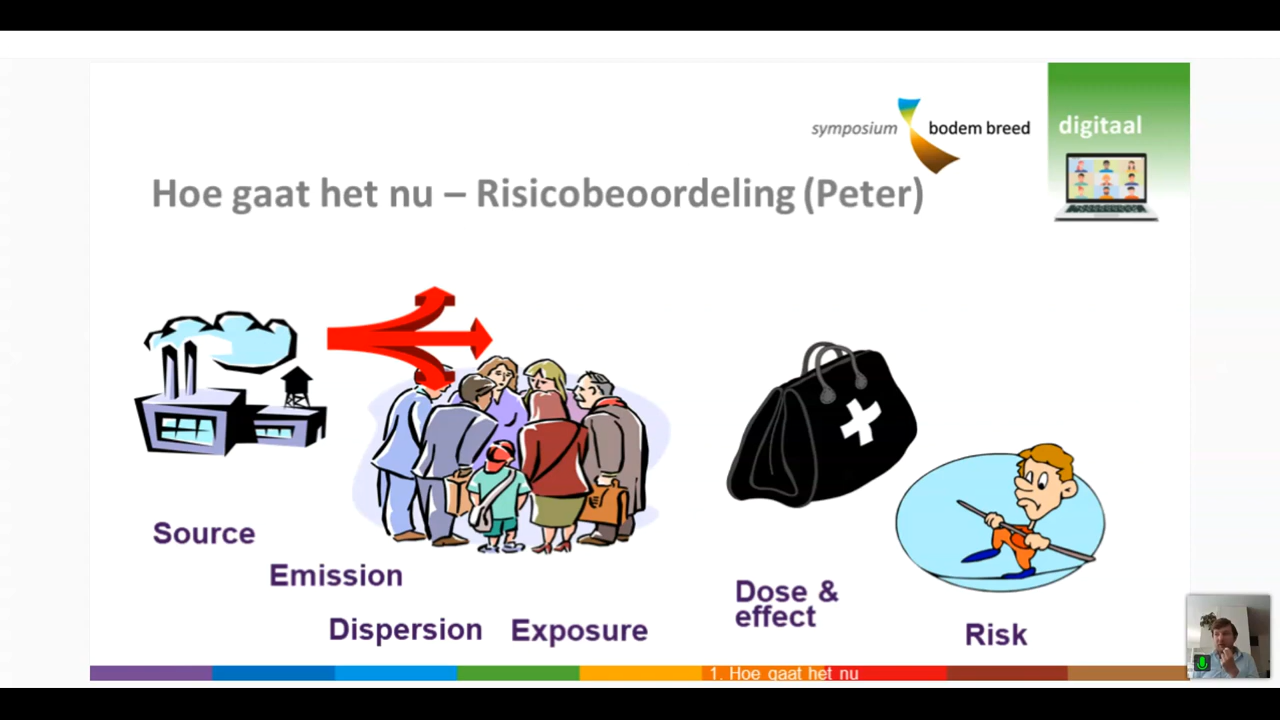 symposium bodem breed
digitaal
Hoe gaat het nu – Risicobeoordeling (Peter)
Source
Emission
Dispersion
Exposure
Dose &
effect
Risk
1. Hoe gaat het nu